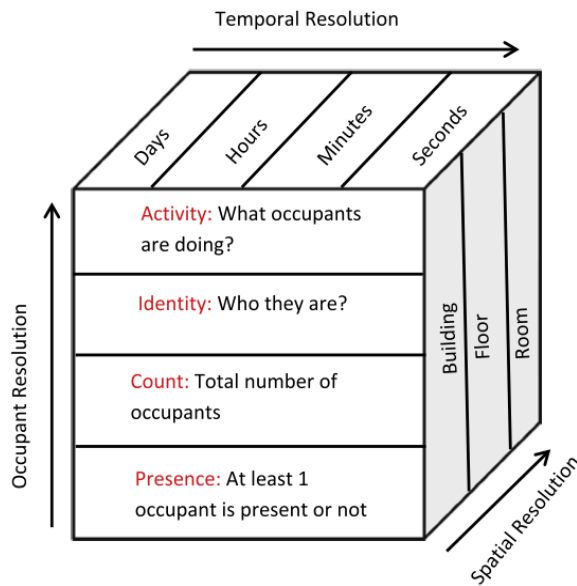 Temporal Resolution
Days
Hours
Minutes
Seconds
Occupant Resolution
Activity: What occupants
are doing?
Identity: Who they are?
Count: Total number of
occupants
Presence: At least 1
occupant is present or not
Building
Floor
Room
Spatial Resolution